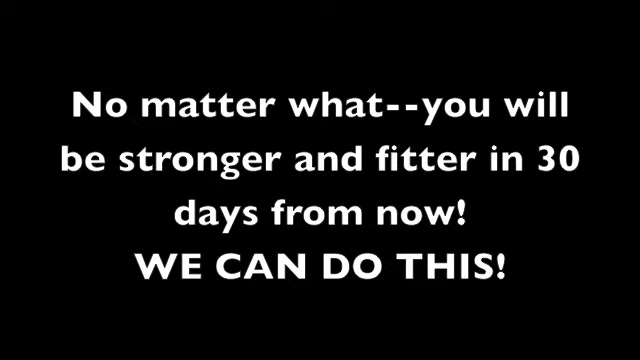 No matter what--you will
be stronger and fitter in 30
days from now!
WE CAN DO THIS!